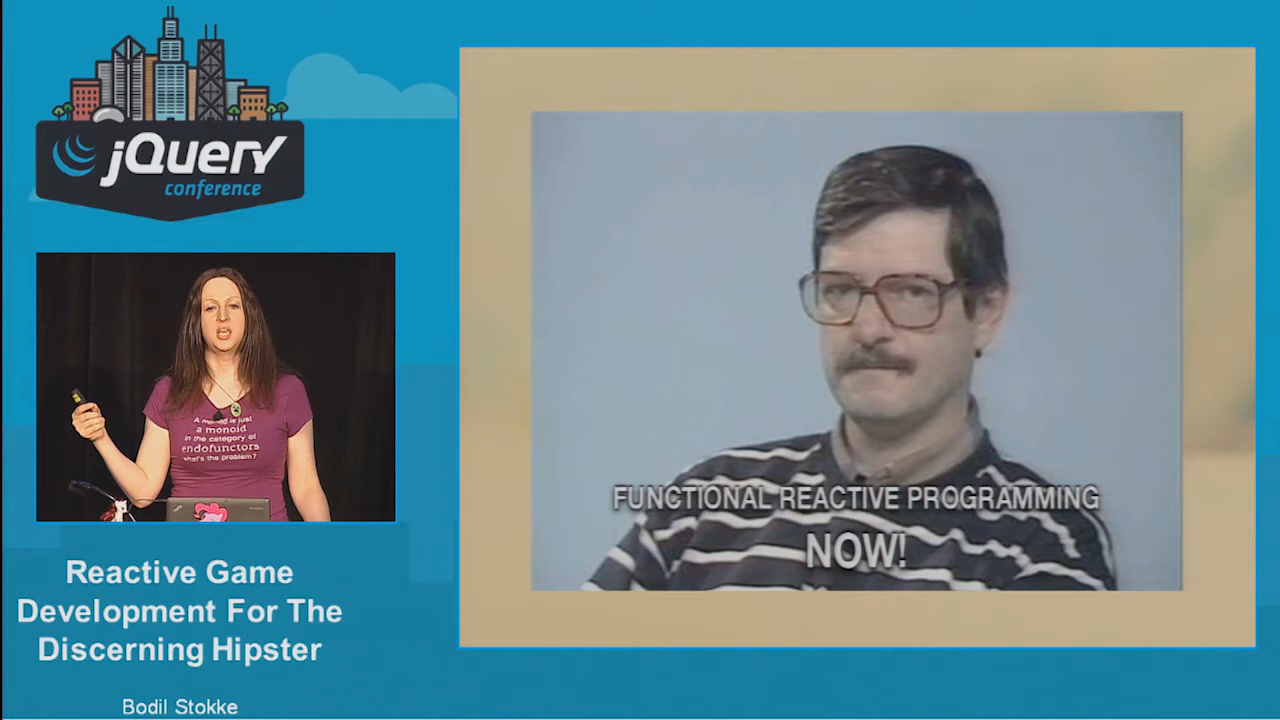 jQuery
conference
A monoid is just
a monoid
in the category of
endofunctors
what's the problem?
FUNCTIONAL REACTIVE PROGRAMMING
NOW!
Reactive Game
Development For The
Discerning Hipster
Bodil Stokke